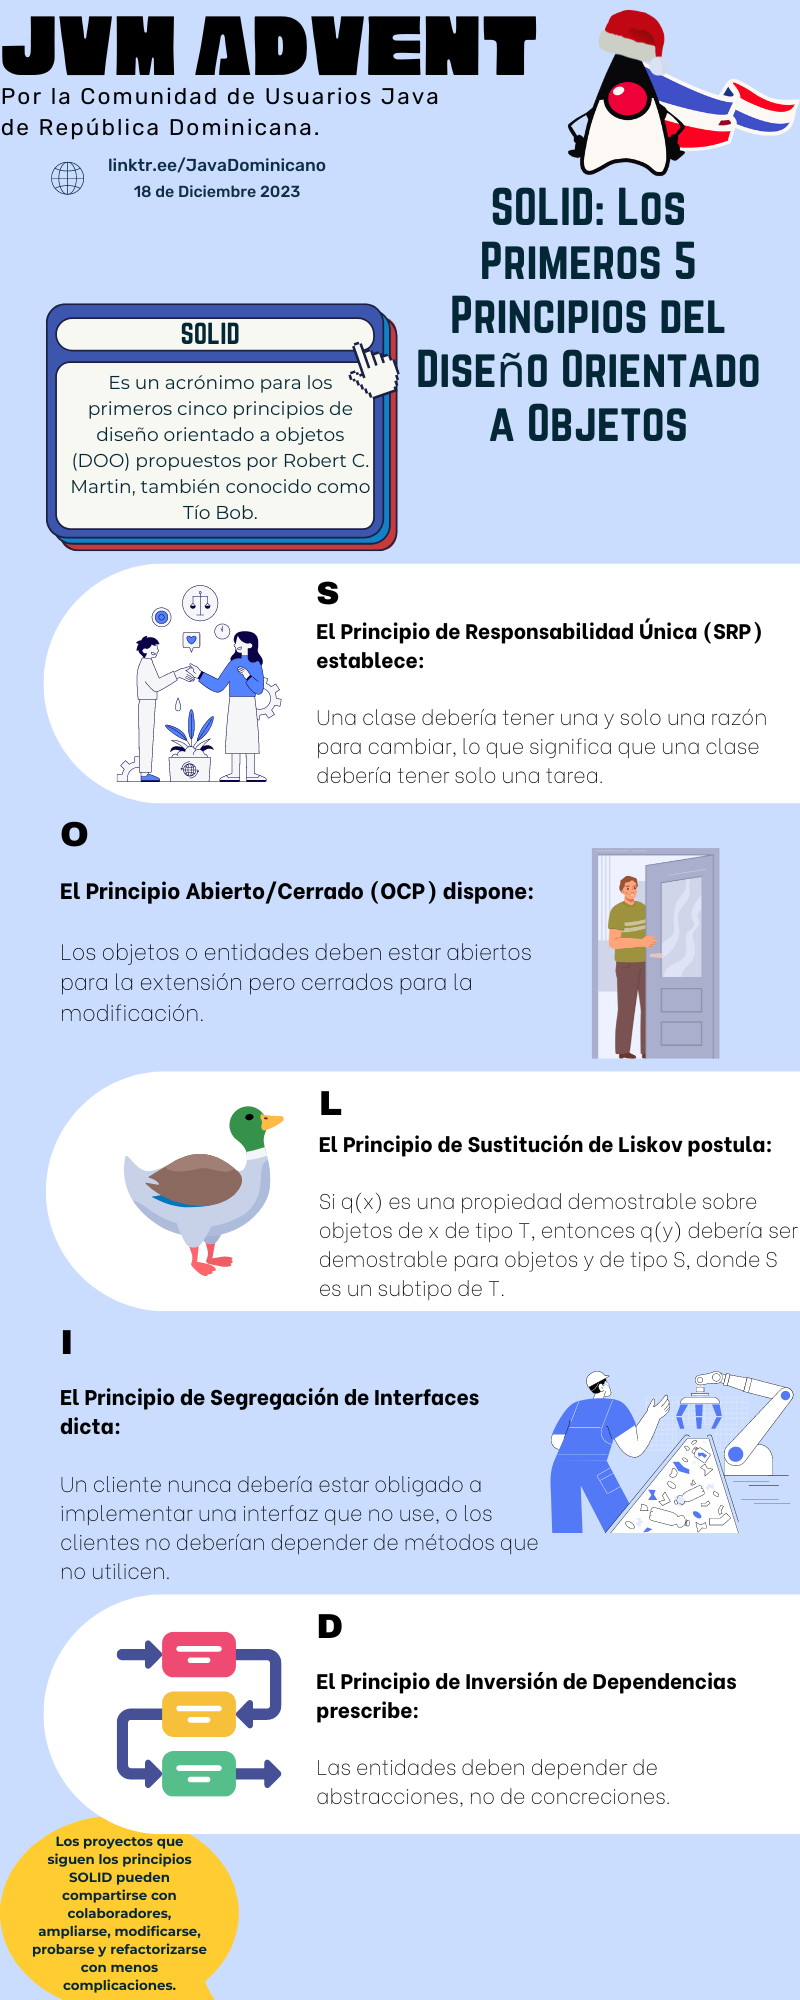 JVM ADVENT
Por la Comunidad de Usuarios Java
de República Dominicana.
linktr.ee/JavaDominicano
18 de Diciembre 2023
SOLID: Los
Primeros 5
Principios del
Diseño Orientado
a Objetos
SOLID
Es un acrónimo para los
primeros cinco principios de
diseño orientado a objetos
(DOO) propuestos por Robert C.
Martin, también conocido como
Tío Bob.
S
El Principio de Responsabilidad Única (SRP)
establece:
Una clase debería tener una y solo una razón
para cambiar, lo que significa que una clase
debería tener solo una tarea.
O
El Principio Abierto/Cerrado (OCP) dispone:
Los objetos o entidades deben estar abiertos
para la extensión pero cerrados para la
modificación.
L
El Principio de Sustitución de Liskov postula:
Si q(x) es una propiedad demostrable sobre
objetos de x de tipo T, entonces q(y) debería ser
demostrable para objetos y de tipo S, donde S
es un subtipo de T.
I
El Principio de Segregación de Interfaces
dicta:
Un cliente nunca debería estar obligado a
implementar una interfaz que no use, o los
clientes no deberían depender de métodos que
no utilicen.
D
El Principio de Inversión de Dependencias
prescribe:
Las entidades deben depender de
abstracciones, no de concreciones.
Los proyectos que
siguen los principios
SOLID pueden
compartirse con
colaboradores,
ampliarse, modificarse,
probarse y refactorizarse
con menos
complicaciones.